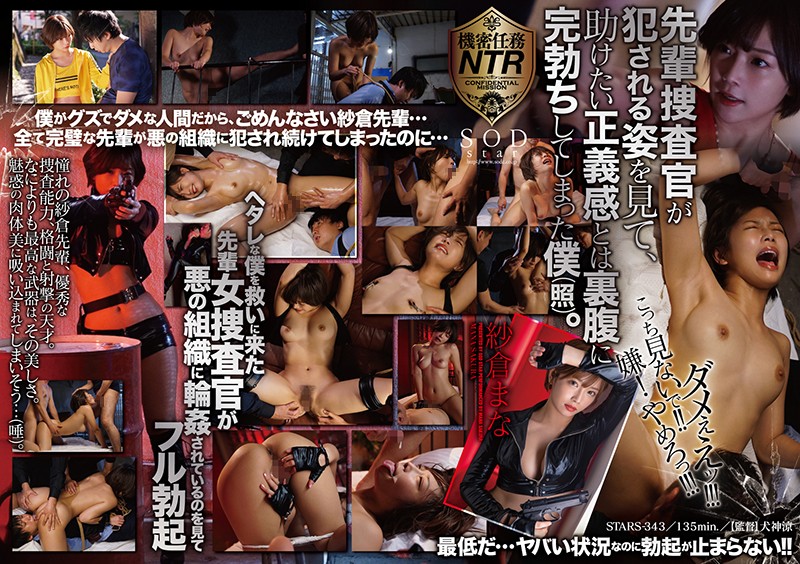 先輩捜査官が
犯される姿を見て、
助けたい正義感とは裏腹に
完勃ちしてしまった僕(照)。
機密任務
NTR
CONFIDENTIAL
MISSION
SOD
star
僕がグズでダメな人間だから、ごめんなさい紗倉先輩…
全て完璧な先輩が悪の組織に犯され続けてしまったのに…
憧れの紗倉先輩、優秀な
捜査能力、格闘と射撃の天才。
なによりも最高な武器は、その美しさ。
魅惑の肉体美に吸い込まれてしまいそう…(唾)。
ヘタレな僕を救いに来た
先輩女捜査官が
悪の組織に輪姦されているのを見て
フル勃起
紗倉まな
MANA SAKURA
ダメぇえッ!!!
こっち見ないで!!
嫌!やめろっ!!!
STARS-343/135min./【監督】犬神涼
最低だ…ヤバい状況なのに勃起が止まらない!!